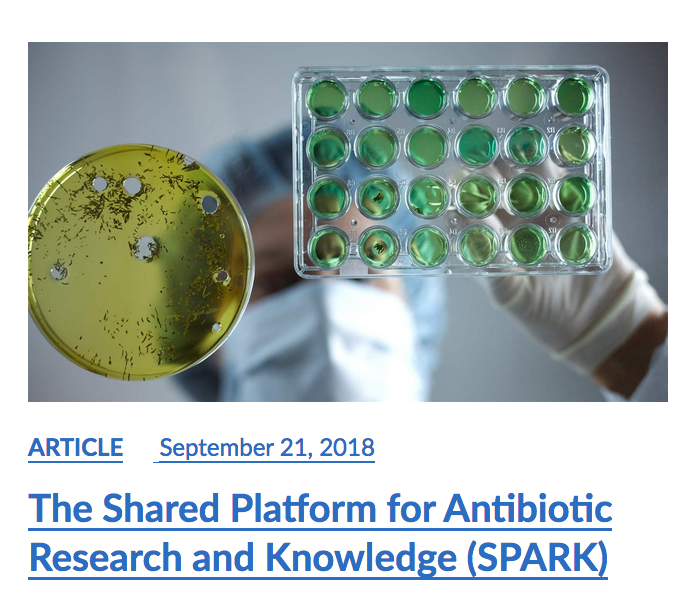 ARTICLE September 21, 2018
The Shared Platform for Antibiotic
Research and Knowledge (SPARK)